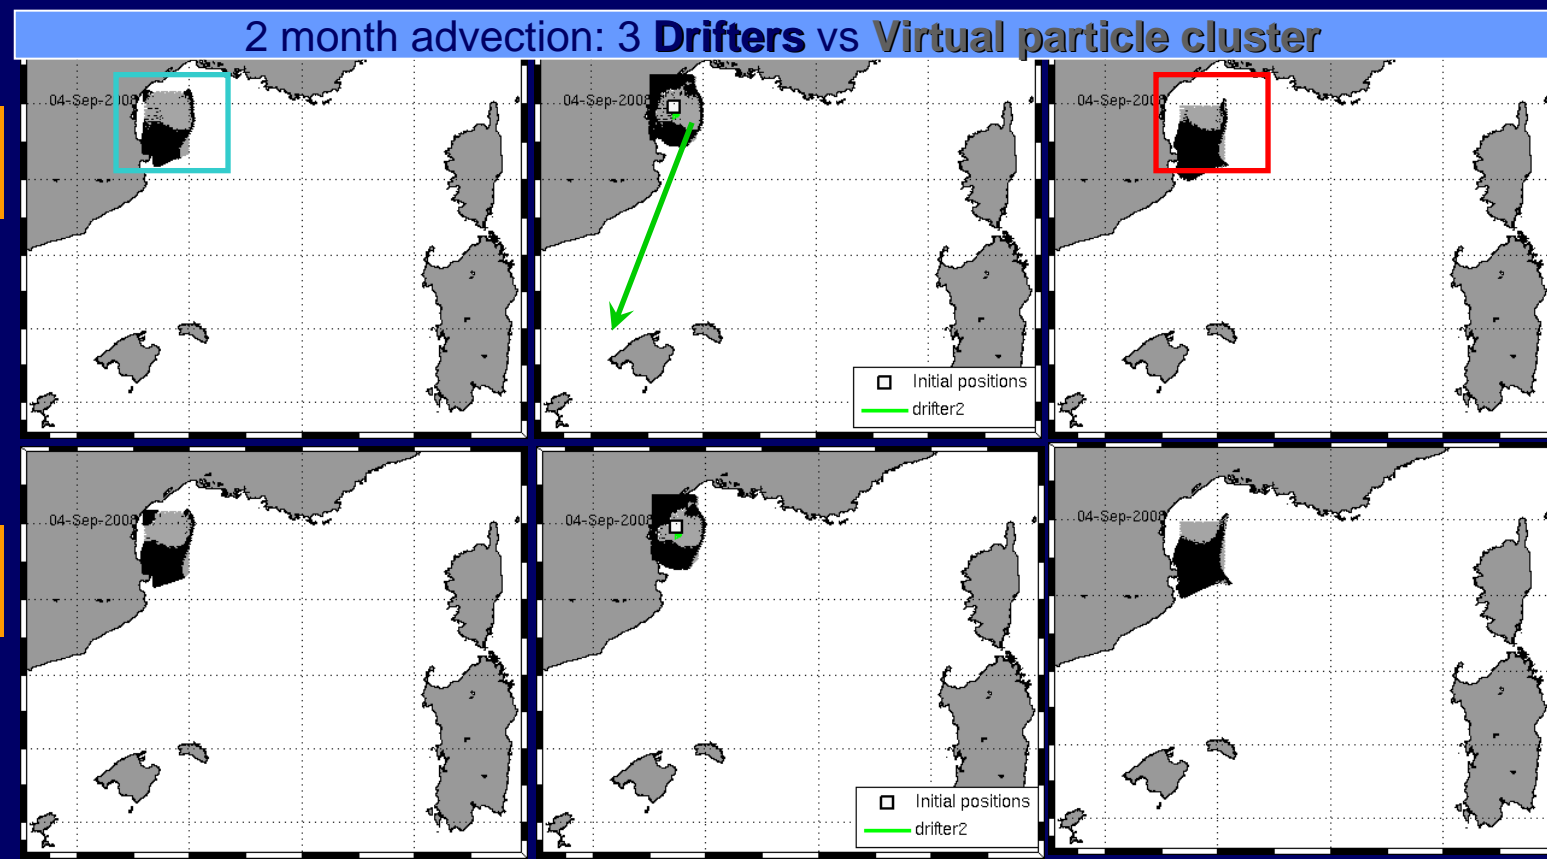 2 month advection: 3 Drifters vs Virtual particle cluster
04-Sep-2008
04-Sep-2008
04-Sep-2008
Initial positions
drifter2
04-Sep-2008
04-Sep-2008
04-Sep-2008
Initial positions
drifter2